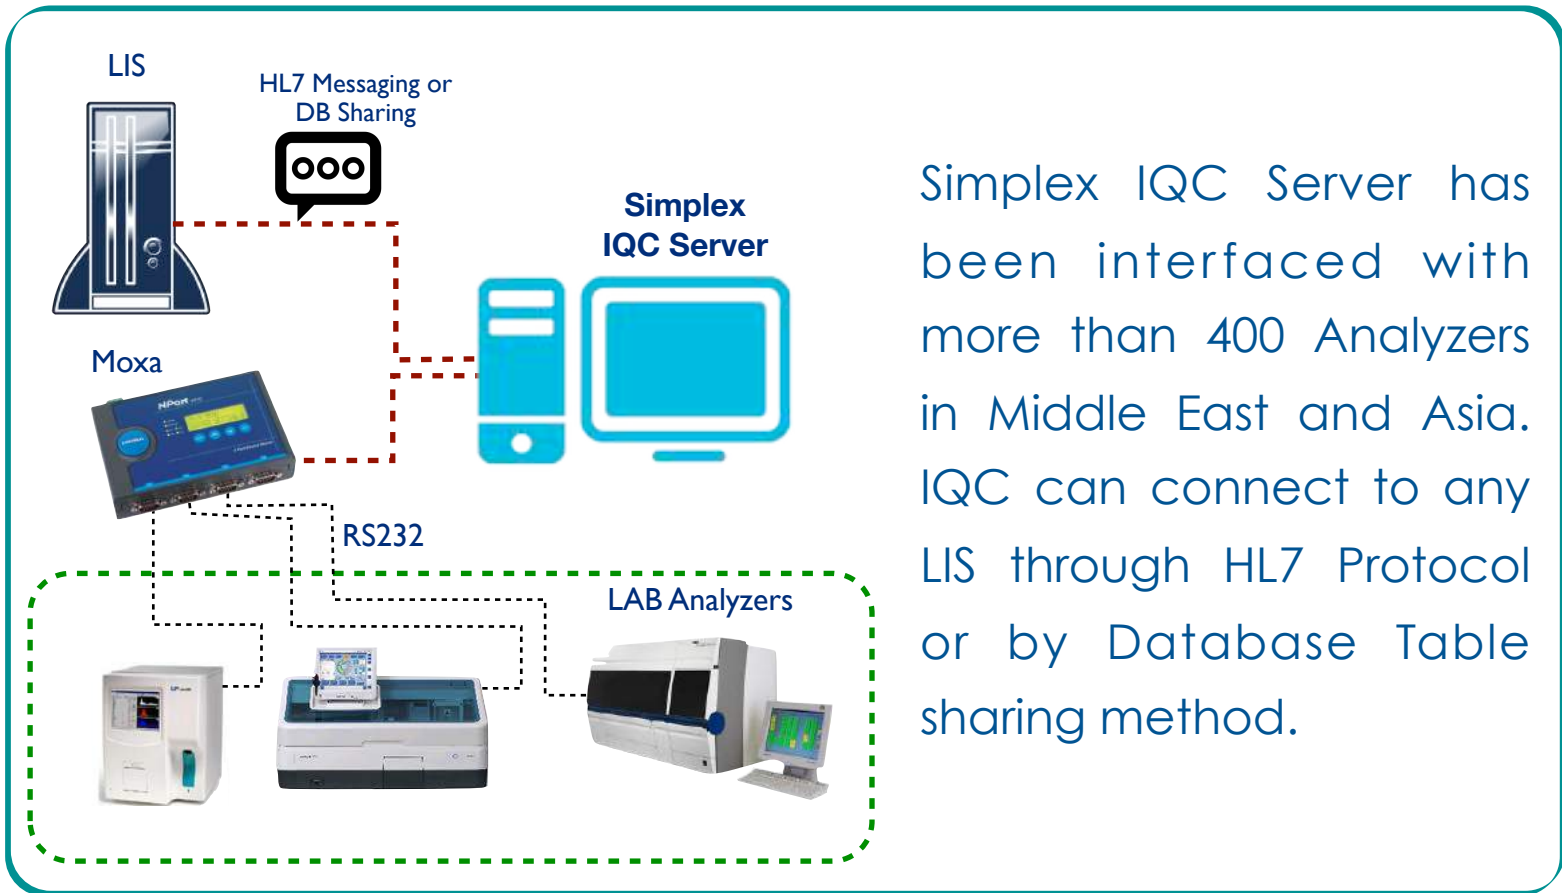 LIS
HL7 Messaging or
DB Sharing
Simplex
IQC Server
Moxa
NPort
RS232
LAB Analyzers
Simplex IQC Server has
been interfaced with
more than 400 Analyzers
in Middle East and Asia.
IQC can connect to any
LIS through HL7 Protocol
or by Database Table
sharing method.